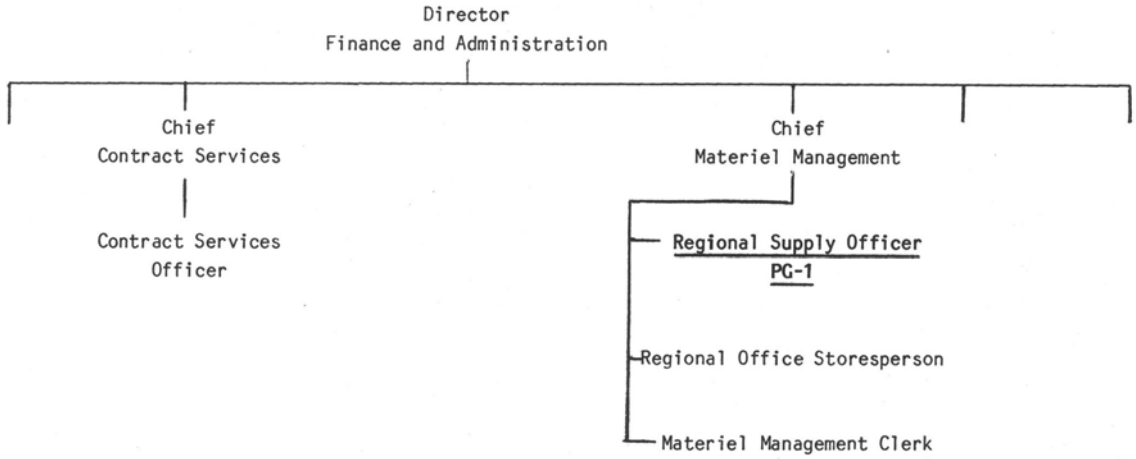 Director
Finance and Administration
Chief
Contract Services
Chief
Materiel Management
Contract Services
Officer
Regional Supply Officer
PG-1
Regional Office Storesperson
Materiel Management Clerk